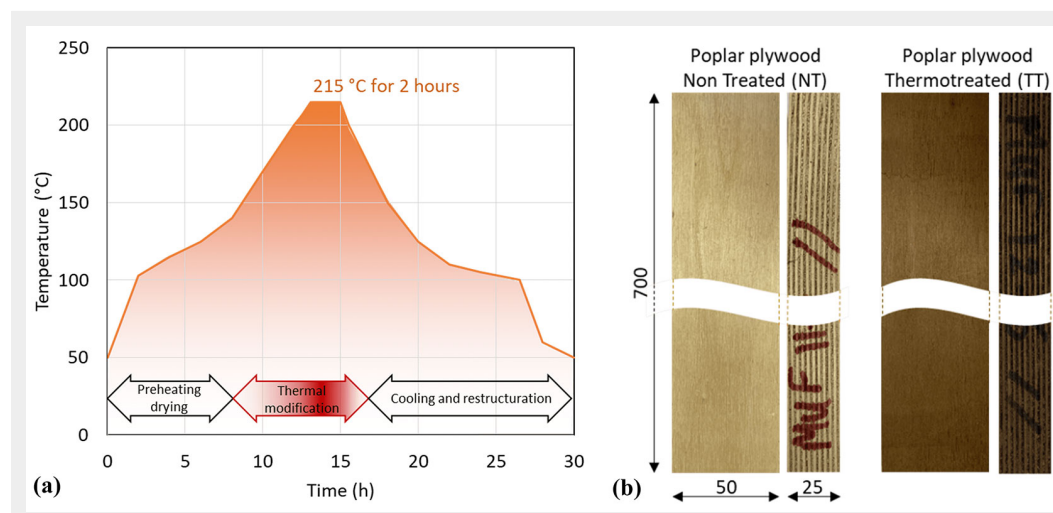 250
200
150
100
50
0
Temperature (°C)
215 °C for 2 hours
Preheating
drying
Thermal
modification
Cooling and restructuration
0 5 10 15 20 25 30
Time (h)
(a)
Poplar plywood
Non Treated (NT)
Poplar plywood
Thermotreated (TT)
700
//
MUF 11
//
50
25
(b)